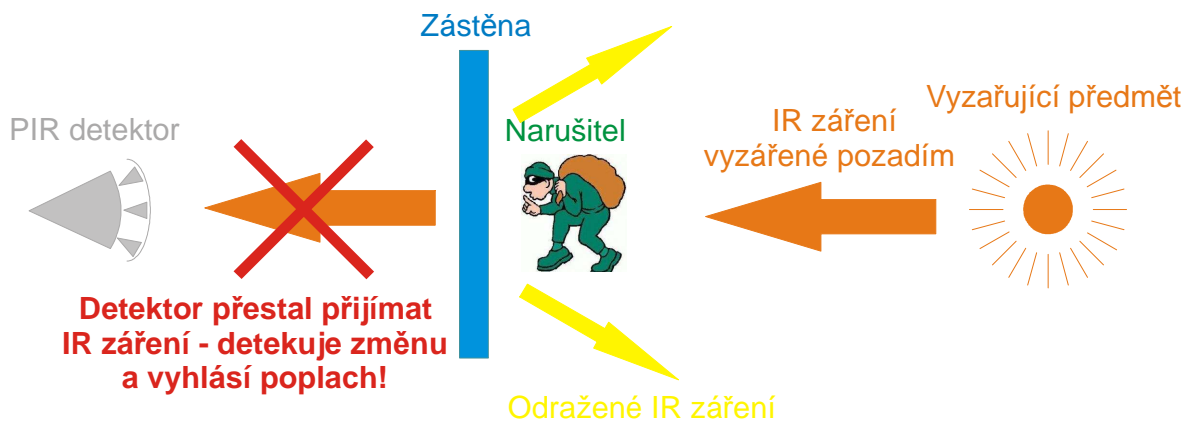 Zástěna
PIR detektor
Narušitel
IR záření
vyzářené pozadím
Vyzařující předmět
Detektor přestal přijímat
IR záření - detekuje změnu
a vyhlásí poplach!
Odražené IR záření